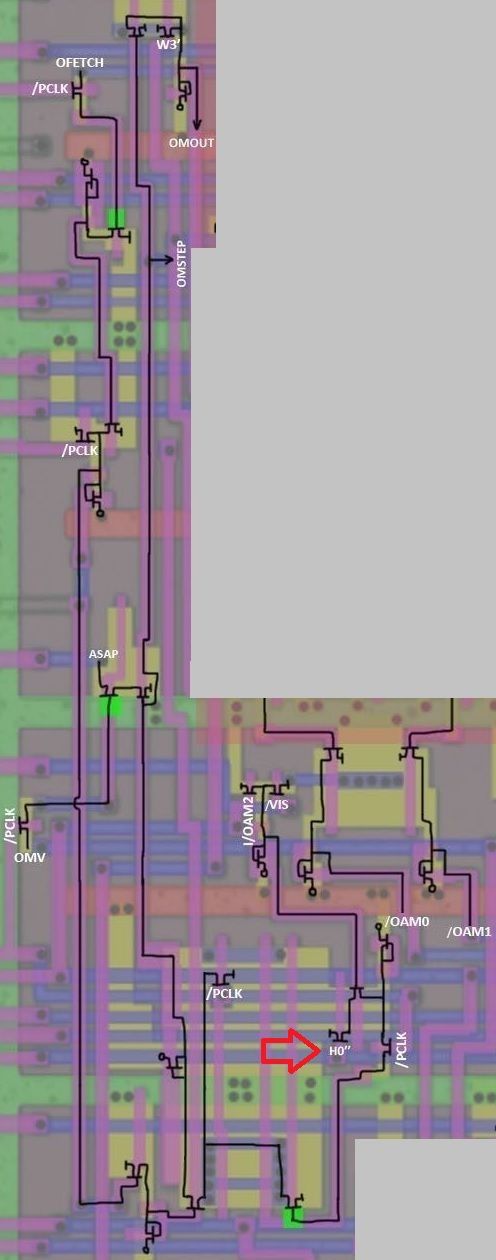 W3'
OFETCH
/PCLK
OMOUT
OMSTEP
/PCLK
ASAP
/PCLK
OMV
I/OAM2
/VIS
/OAM0
/OAM1
/PCLK
H0''
/PCLK